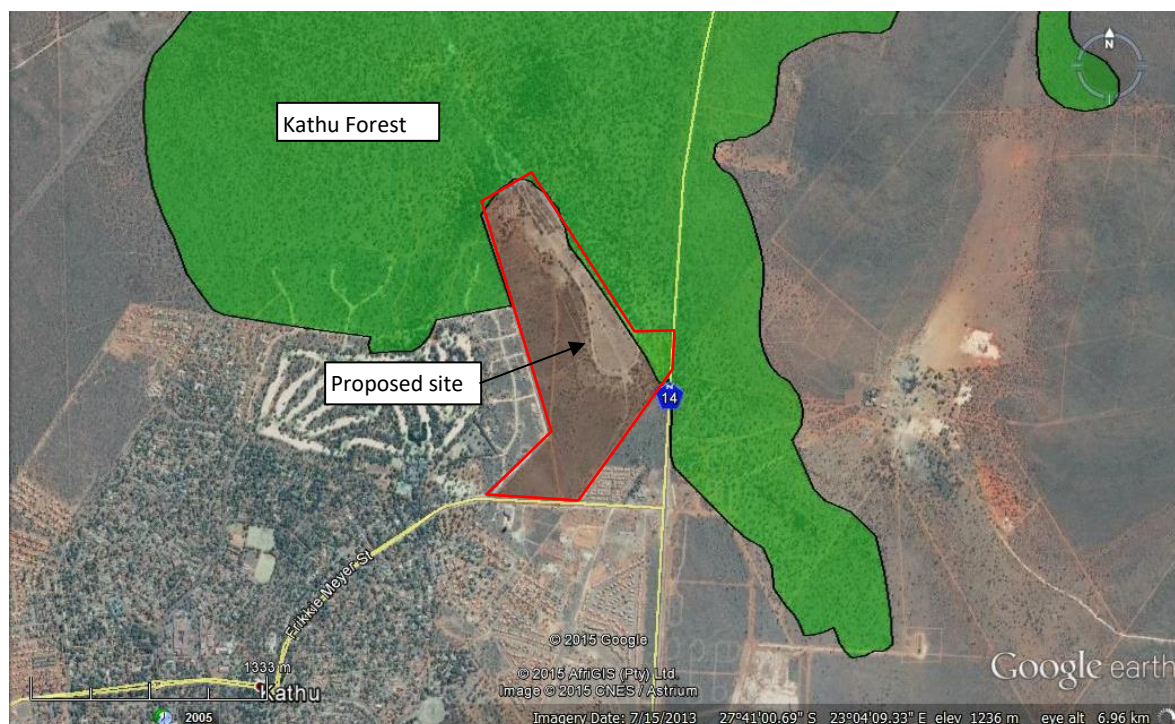 N
Kathu Forest
Proposed site
14
Frikkie Meyer St
© 2015 Google
© 2015 AfriGIS (Pty) Ltd.
Image © 2015 CNES / Astrium
Google earth
1333 m
Kathu
2005
Imagery Date: 7/15/2013 27°41'00.69" S 23°04'09.33" E elev 1236 m eye alt 6.96 km